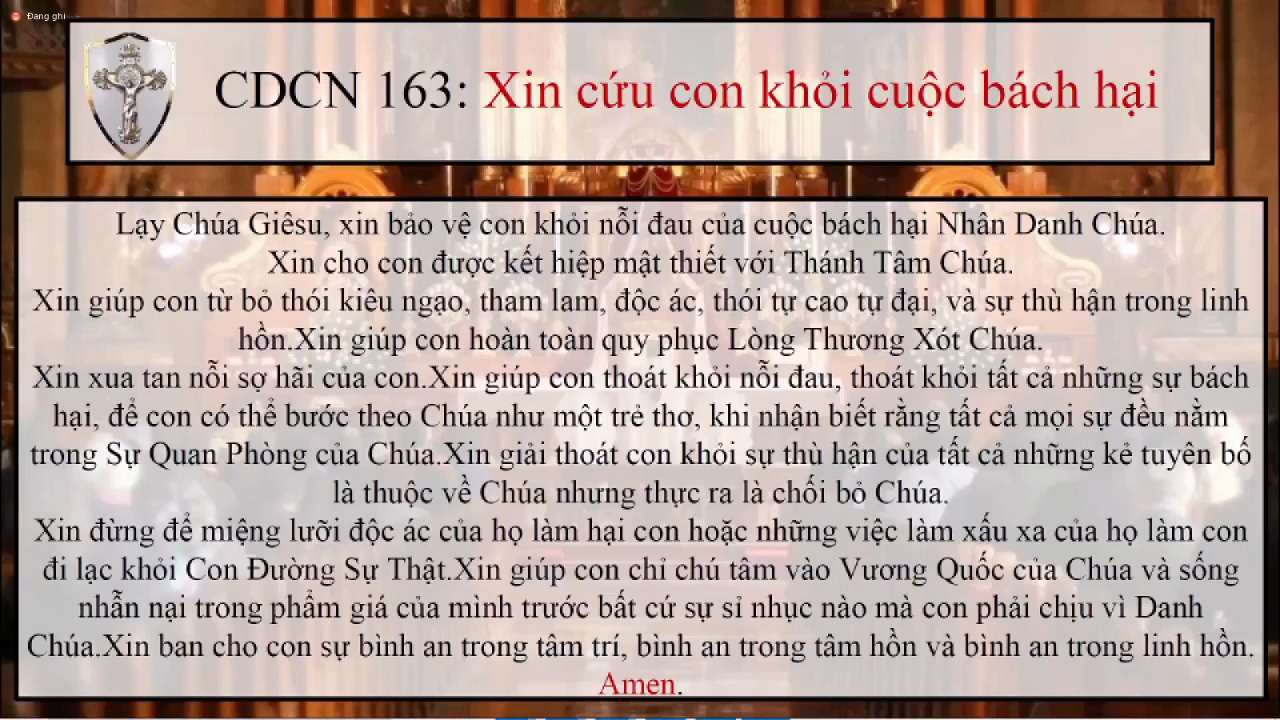 Đang ghi
CDCN 163: Xin cứu con khỏi cuộc bách hại
Lạy Chúa Giêsu, xin bảo vệ con khỏi nỗi đau của cuộc bách hại Nhân Danh Chúa.
Xin cho con được kết hiệp mật thiết với Thánh Tâm Chúa.
Xin giúp con từ bỏ thói kiêu ngạo, tham lam, độc ác, thói tự cao tự đại, và sự thù hận trong linh
hồn.Xin giúp con hoàn toàn quy phục Lòng Thương Xót Chúa.
Xin xua tan nỗi sợ hãi của con.Xin giúp con thoát khỏi nỗi đau, thoát khỏi tất cả những sự bách
hại, để con có thể bước theo Chúa như một trẻ thơ, khi nhận biết rằng tất cả mọi sự đều nằm
trong Sự Quan Phòng của Chúa.Xin giải thoát con khỏi sự thù hận của tất cả những kẻ tuyên bố
là thuộc về Chúa nhưng thực ra là chối bỏ Chúa.
Xin đừng để miệng lưỡi độc ác của họ làm hại con hoặc những việc làm xấu xa của họ làm con
đi lạc khỏi Con Đường Sự Thật.Xin giúp con chỉ chú tâm vào Vương Quốc của Chúa và sống
nhẫn nại trong phẩm giá của mình trước bất cứ sự sỉ nhục nào mà con phải chịu vì Danh
Chúa.Xin ban cho con sự bình an trong tâm trí, bình an trong tâm hồn và bình an trong linh hồn.
Amen.